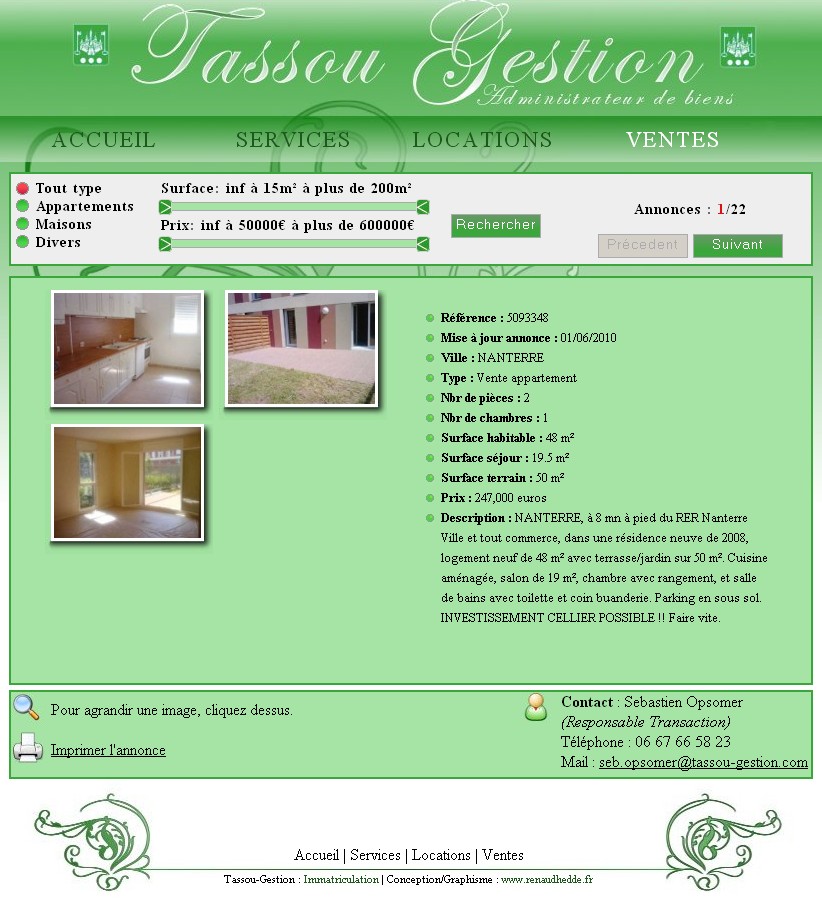 Tassou Gestion
Administrateur de biens
ACCUEIL SERVICES LOCATIONS VENTES
Tout type
Appartements
Maisons
Divers
Surface: inf à 15m² à plus de 200m²
Prix: inf à 50000€ à plus de 600000€
Rechercher
Annonces : 1/22
Précedent Suivant
Référence : 5093348
Mise à jour annonce : 01/06/2010
Ville : NANTERRE
Type : Vente appartement
Nbr de pièces : 2
Nbr de chambres : 1
Surface habitable : 48 m²
Surface séjour : 19.5 m²
Surface terrain : 50 m²
Prix : 247,000 euros
Description : NANTERRE, à 8 mn à pied du RER Nanterre
Ville et tout commerce, dans une résidence neuve de 2008,
logement neuf de 48 m² avec terrasse/jardin sur 50 m². Cuisine
aménagée, salon de 19 m², chambre avec rangement, et salle
de bains avec toilette et coin buanderie. Parking en sous sol.
INVESTISSEMENT CELLIER POSSIBLE !! Faire vite.
Pour agrandir une image, cliquez dessus.
Imprimer l'annonce
Contact : Sebastien Opsomer
(Responsable Transaction)
Téléphone : 06 67 66 58 23
Mail : seb.opsomer@tassou-gestion.com
Accueil | Services | Locations | Ventes
Tassou-Gestion : Immatriculation | Conception/Graphisme : www.renaudhedde.fr